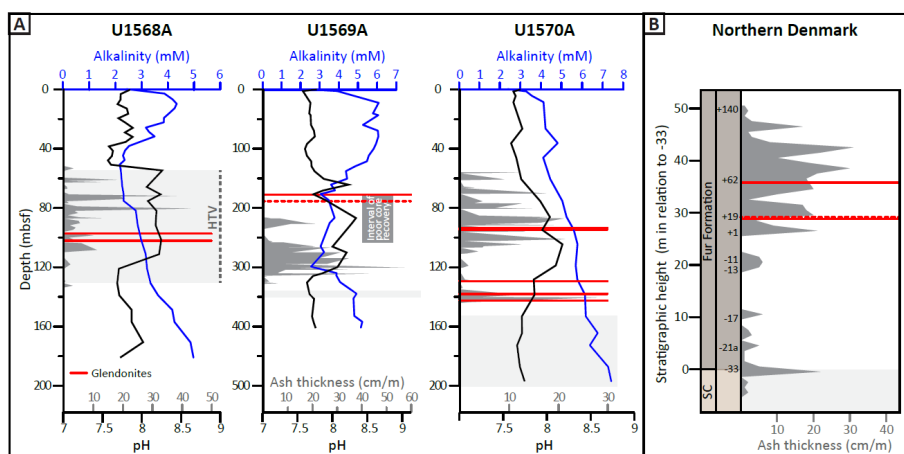 A
U1568A
U1569A
U1570A
B
Northern Denmark
Alkalinity (mM)
Alkalinity (mM)
Alkalinity (mM)
0 1 2 3 4 5 6
0 1 2 3 4 5 6 7
0 1 2 3 4 5 6 7 8
Depth (mbsf)
0
40
80
120
160
200
HTV
Glendonites
10 20 30 40 50
7 7.5 8 8.5 9
pH
0
100
200
300
400
500
Interval of
poor core
recovery
Ash thickness (cm/m)
10 20 30 40 50 60
7 7.5 8 8.5 9
pH
0
40
80
120
160
200
10 20 30
7 7.5 8 8.5 9
pH
Stratigraphic height (m in relation to -33)
50
40
30
20
10
0
Fur Formation
SC
+140
+62
+19
+1
-11
-13
-17
-21a
-33
0 10 20 30 40
Ash thickness (cm/m)